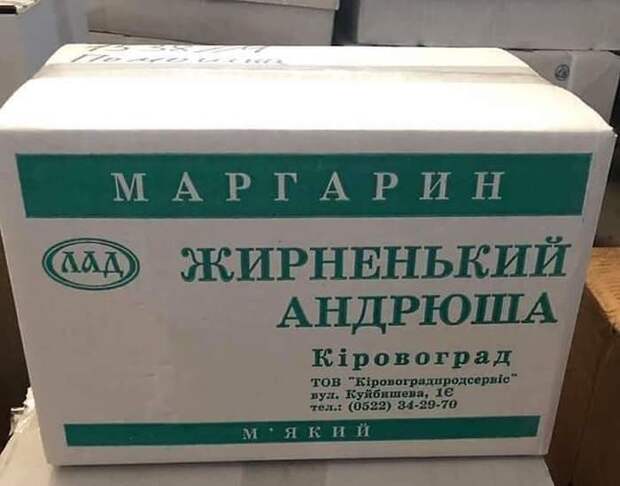 МАРГАРИН
ЛАД
ЖИРНЕНЬКИЙ
АНДРЮША
Кіровоград
ТОВ "Кіровоградпродсервіс"
вул. Куйбишева, 1Є
тел.: (0522) 34-29-70
М'ЯКИЙ